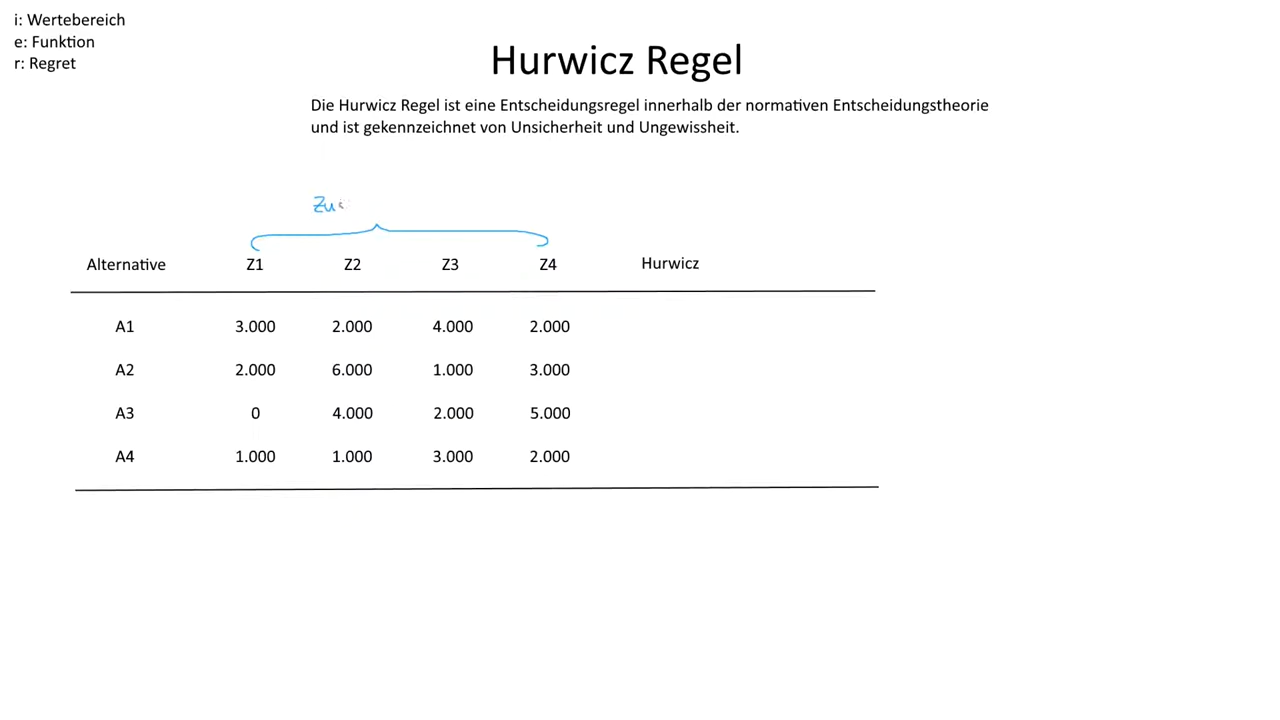 i: Wertebereich
e: Funktion
r: Regret
Hurwicz Regel
Die Hurwicz Regel ist eine Entscheidungsregel innerhalb der normativen Entscheidungstheorie
und ist gekennzeichnet von Unsicherheit und Ungewissheit.
Alternative Z1 Z2 Z3 Z4 Hurwicz
A1 3.000 2.000 4.000 2.000
A2 2.000 6.000 1.000 3.000
A3 0 4.000 2.000 5.000
A4 1.000 1.000 3.000 2.000